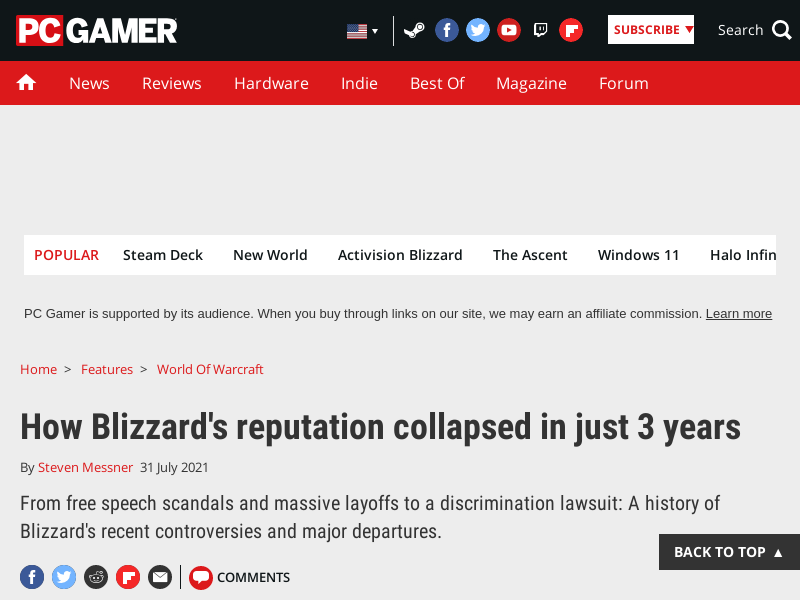 PC GAMER
SUBSCRIBE ▼
Search
News Reviews Hardware Indie Best Of Magazine Forum
POPULAR Steam Deck New World Activision Blizzard The Ascent Windows 11 Halo Infin
PC Gamer is supported by its audience. When you buy through links on our site, we may earn an affiliate commission. Learn more
Home > Features > World Of Warcraft
How Blizzard's reputation collapsed in just 3 years
By Steven Messner 31 July 2021
From free speech scandals and massive layoffs to a discrimination lawsuit: A history of
Blizzard's recent controversies and major departures.
BACK TO TOP ▲
COMMENTS